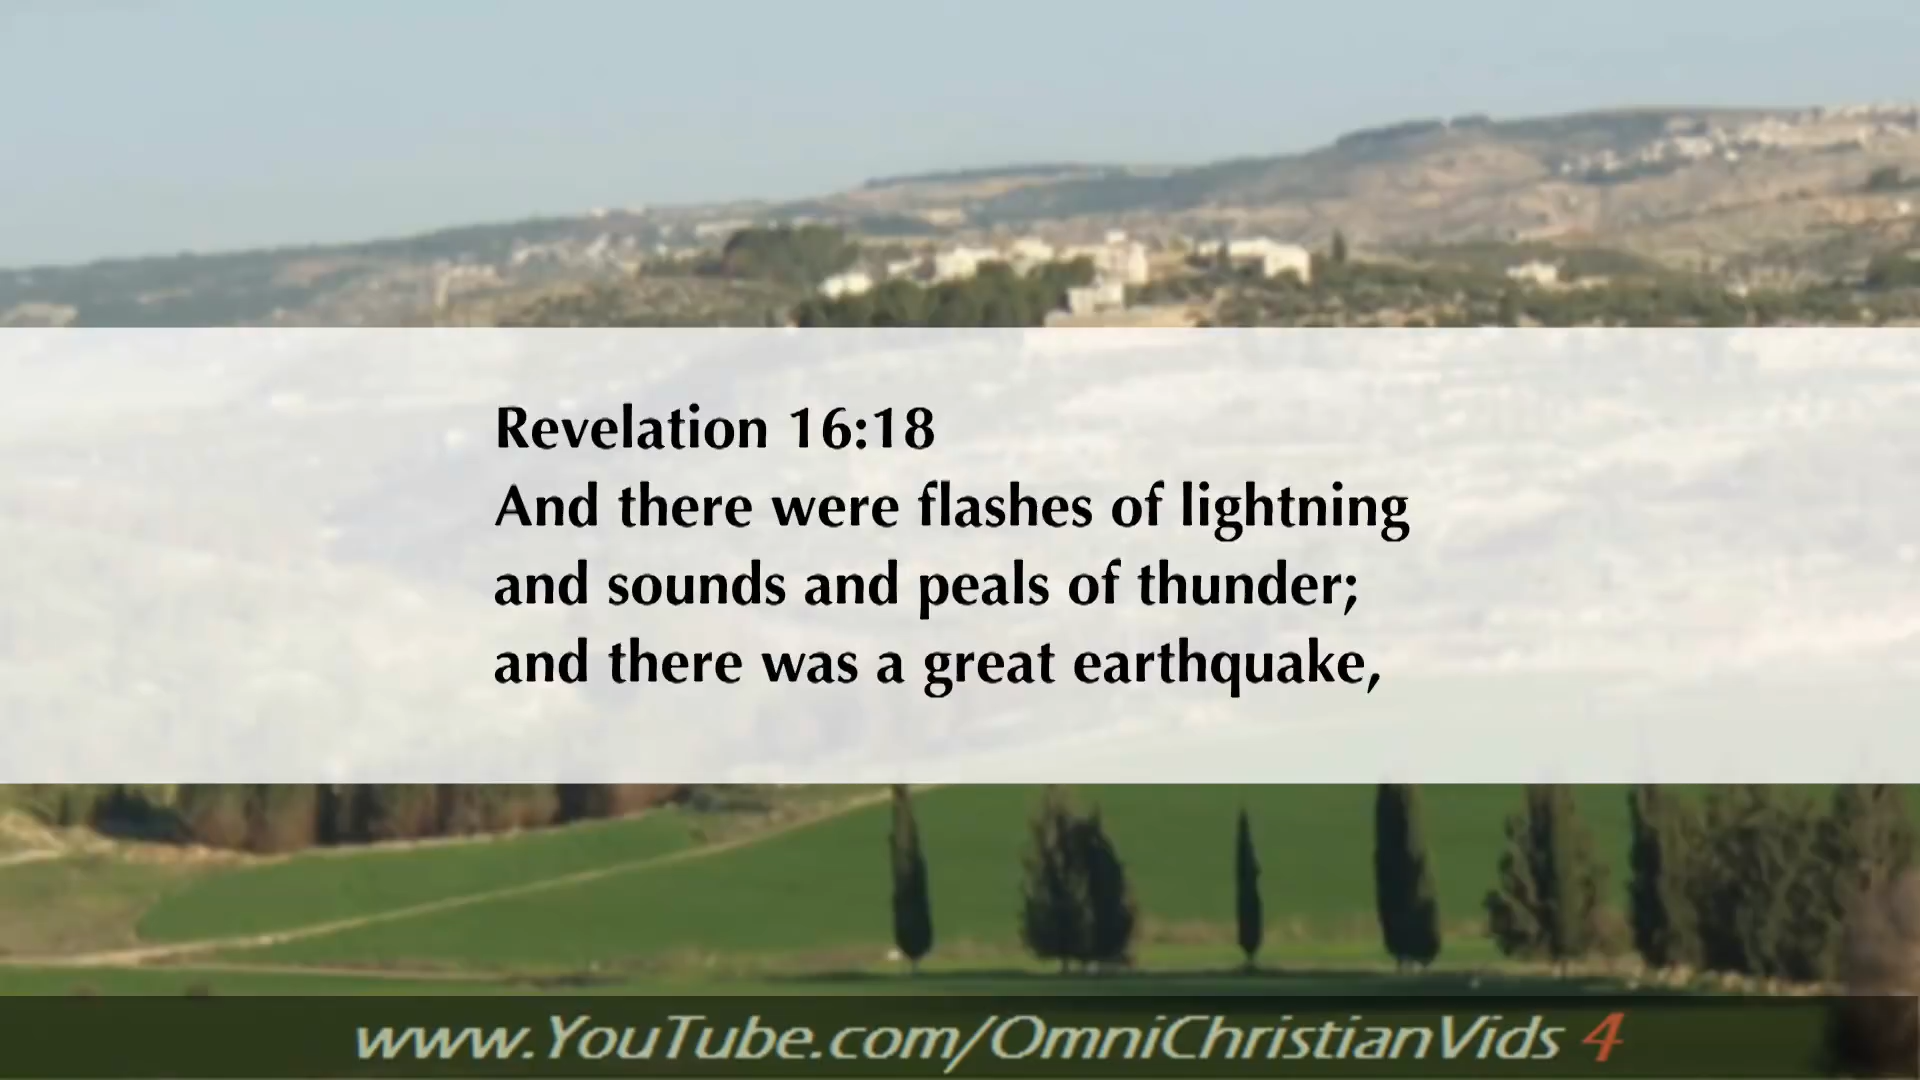 Revelation 16:18
And there were flashes of lightning
and sounds and peals of thunder;
and there was a great earthquake,
www.YouTube.com/OmniChristianVids 4